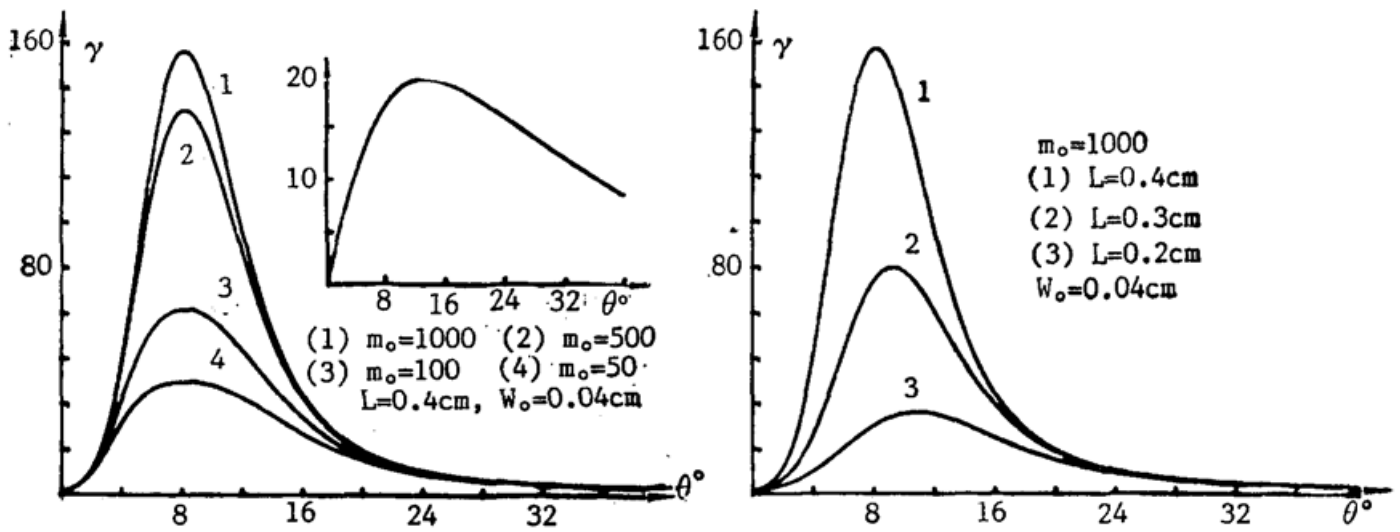 160
γ
80
1
2
3
4
8
16
24
32
θ°
20
10
8
16
24
32
θ°
(1) m₀=1000 (2) m₀=500
(3) m₀=100 (4) m₀=50
L=0.4cm, W₀=0.04cm
160
γ
80
1
2
3
8
16
24
32
θ°
m₀=1000
(1) L=0.4cm
(2) L=0.3cm
(3) L=0.2cm
W₀=0.04cm